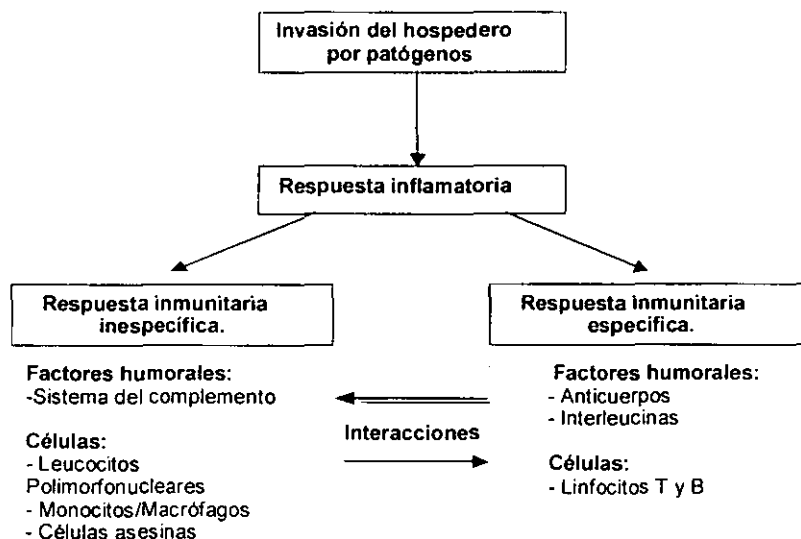 Invasión del hospedero
por patógenos
Respuesta inflamatoria
Respuesta inmunitaria
inespecífica.
Factores humorales:
-Sistema del complemento
Células:
- Leucocitos
Polimorfonucleares
- Monocitos/Macrófagos
- Células asesinas
Interacciones
Respuesta inmunitaria
específica.
Factores humorales:
- Anticuerpos
- Interleucinas
Células:
- Linfocitos T y B